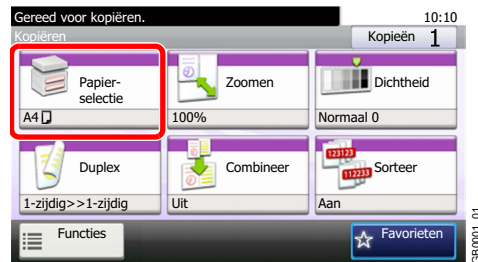 Gereed voor kopiëren. 10:10
Kopiëren Kopieën 1
Papier-
selectie
A4
Zoomen
100%
Dichtheid
Normaal 0
Duplex
1-zijdig>>1-zijdig
Combineer
Uit
123123
112233
Sorteer
Aan
Functies
Favorieten
GB0001_01